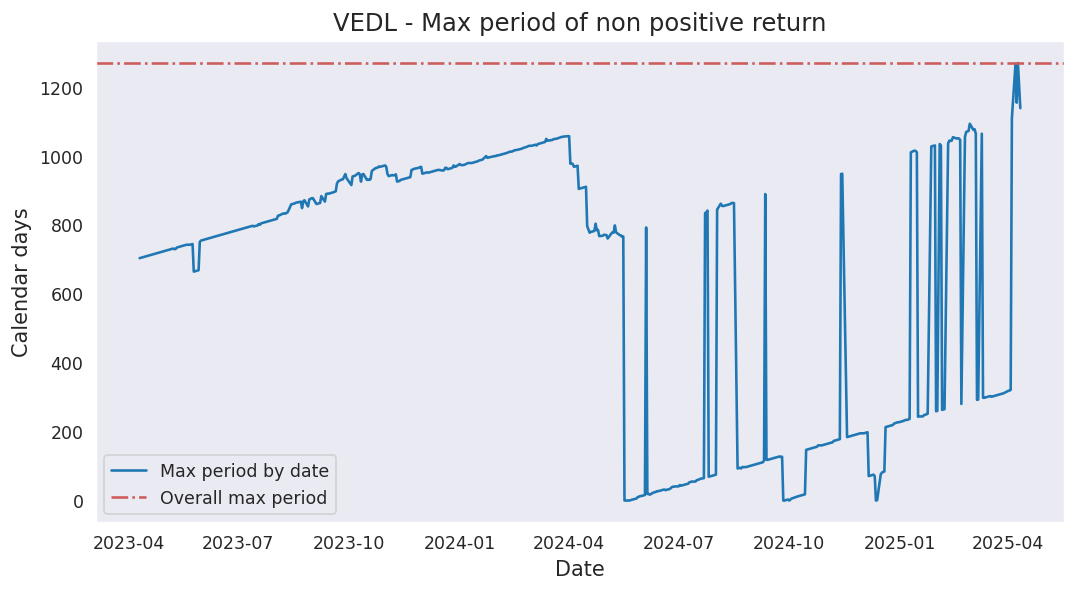 VEDL - Max period of non positive return
Calendar days
1200
1000
800
600
400
200
0
Max period by date
Overall max period
2023-04 2023-07 2023-10 2024-01 2024-04 2024-07 2024-10 2025-01 2025-04
Date